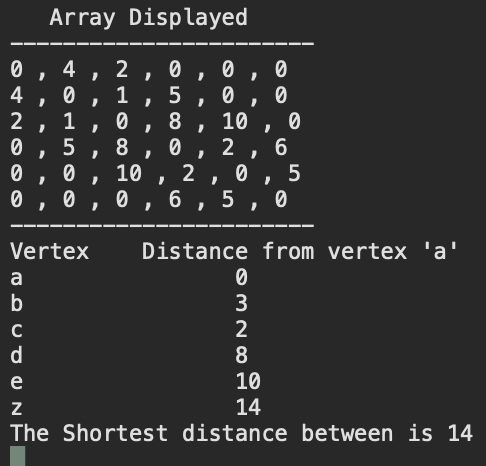 Array Displayed
-----------------------
0 , 4 , 2 , 0 , 0 , 0
4 , 0 , 1 , 5 , 0 , 0
2 , 1 , 0 , 8 , 10 , 0
0 , 5 , 8 , 0 , 2 , 6
0 , 0 , 10 , 2 , 0 , 5
0 , 0 , 0 , 6 , 5 , 0
-----------------------
Vertex    Distance from vertex 'a'
a                0
b                3
c                2
d                8
e                10
z                14
The Shortest distance between is 14